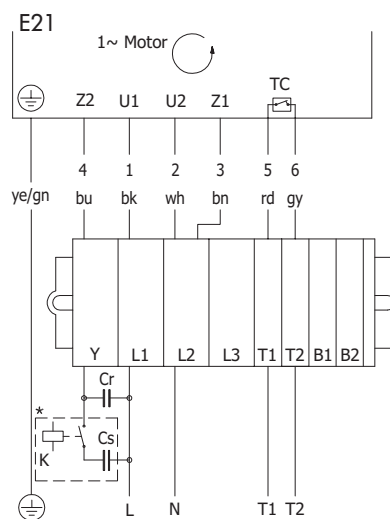 E21
1~ Motor
TC
Z2 U1 U2 Z1
4 1 2 3 5 6
ye/gn bu bk wh bn rd gy
Y L1 L2 L3 T1 T2 B1 B2
Cr
*
K Cs
L N T1 T2